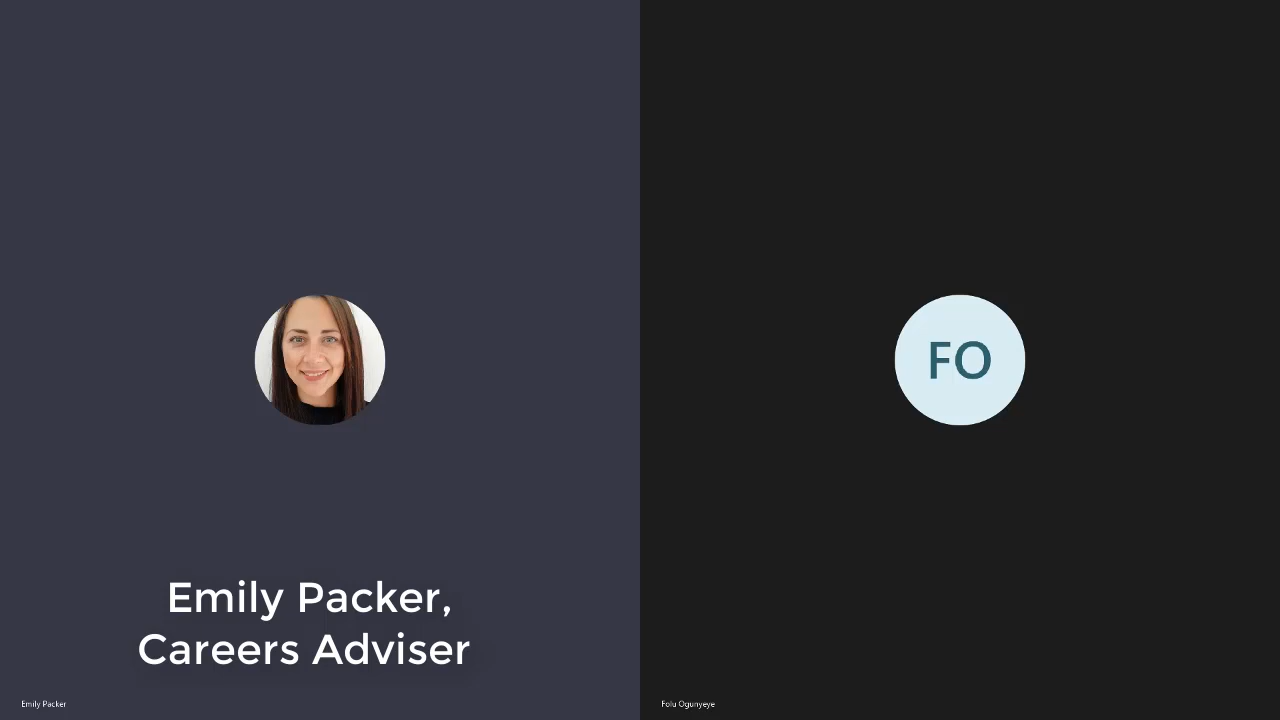 FO
Emily Packer,
Careers Adviser
Emily Packer
Folu Ogunyeye